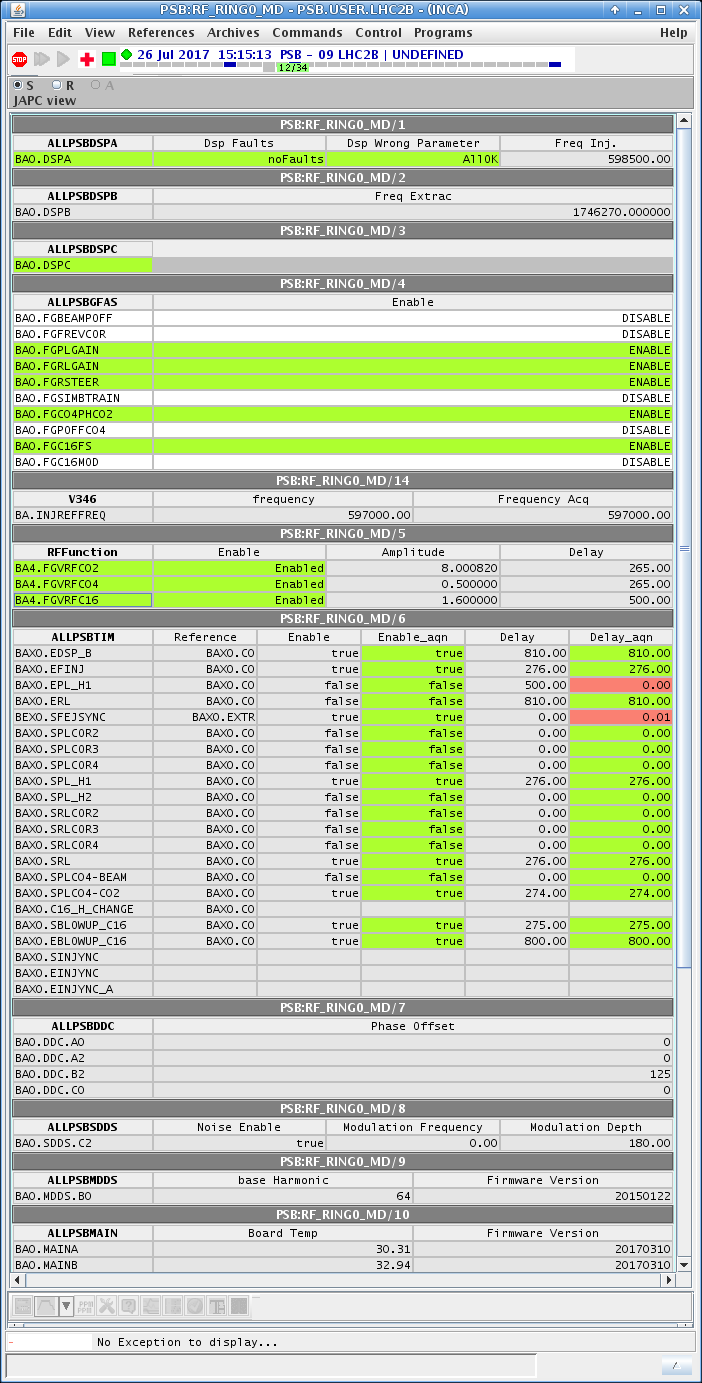 PSB:RF_RING0_MD - PSB.USER.LHC2B - (INCA)
File Edit View References Archives Commands Control Programs Help
STOP 26 Jul 2017 15:15:13 PSB - 09 LHC2B | UNDEFINED
12/34
S R A
JAPC view
PSB:RF_RING0_MD/1
ALLPSBDSPA Dsp Faults Dsp Wrong Parameter Freq Inj.
BA0.DSPA noFaults AllOK 598500.00
PSB:RF_RING0_MD/2
ALLPSBDSPB Freq Extrac
BA0.DSPB 1746270.000000
PSB:RF_RING0_MD/3
ALLPSBDSPC
BA0.DSPC
PSB:RF_RING0_MD/4
ALLPSBGFAS Enable
BA0.FGBEAMPOFF DISABLE
BA0.FGFREVCOR DISABLE
BA0.FGPLGAIN ENABLE
BA0.FGRLGAIN ENABLE
BA0.FGRSTEER ENABLE
BA0.FGSIMBTRAIN DISABLE
BA0.FGC04PHC02 ENABLE
BA0.FGPOFFC04 DISABLE
BA0.FGC16FS ENABLE
BA0.FGC16MOD DISABLE
PSB:RF_RING0_MD/14
V346 frequency Frequency Acq
BA.INJREFFREQ 597000.00 597000.00
PSB:RF_RING0_MD/5
RFFunction Enable Amplitude Delay
BA4.FGVRFC02 Enabled 8.000820 265.00
BA4.FGVRFC04 Enabled 0.500000 265.00
BA4.FGVRFC16 Enabled 1.600000 500.00
PSB:RF_RING0_MD/6
ALLPSBTIM Reference Enable Enable_aqn Delay Delay_aqn
BAX0.EDSP_B BAX0.C0 true true 810.00 810.00
BAX0.EFINJ BAX0.C0 true true 276.00 276.00
BAX0.EPL_H1 BAX0.C0 false false 500.00 0.00
BAX0.ERL BAX0.C0 false false 810.00 810.00
BEX0.SFEJSYNC BAX0.EXTR true true 0.00 0.01
BAX0.SPLCOR2 BAX0.C0 false false 0.00 0.00
BAX0.SPLCOR3 BAX0.C0 false false 0.00 0.00
BAX0.SPLCOR4 BAX0.C0 false false 0.00 0.00
BAX0.SPL_H1 BAX0.C0 true true 276.00 276.00
BAX0.SPL_H2 BAX0.C0 false false 0.00 0.00
BAX0.SRLCOR2 BAX0.C0 false false 0.00 0.00
BAX0.SRLCOR3 BAX0.C0 false false 0.00 0.00
BAX0.SRLCOR4 BAX0.C0 false false 0.00 0.00
BAX0.SRL BAX0.C0 true true 276.00 276.00
BAX0.SPLC04-BEAM BAX0.C0 false false 0.00 0.00
BAX0.SPLC04-C02 BAX0.C0 true true 274.00 274.00
BAX0.C16_H_CHANGE BAX0.C0
BAX0.SBLOWUP_C16 BAX0.C0 true true 275.00 275.00
BAX0.EBLOWUP_C16 BAX0.C0 true true 800.00 800.00
BAX0.SINJYNC
BAX0.EINJYNC
BAX0.EINJYNC_A
PSB:RF_RING0_MD/7
ALLPSBDDC Phase Offset
BA0.DDC.A0 0
BA0.DDC.A2 0
BA0.DDC.B2 125
BA0.DDC.C0 0
PSB:RF_RING0_MD/8
ALLPSBSDDS Noise Enable Modulation Frequency Modulation Depth
BA0.SDDS.C2 true 0.00 180.00
PSB:RF_RING0_MD/9
ALLPSBMDDS base Harmonic Firmware Version
BA0.MDDS.B0 64 20150122
PSB:RF_RING0_MD/10
ALLPSBMAIN Board Temp Firmware Version
BA0.MAINA 30.31 20170310
BA0.MAINB 32.94 20170310
- No Exception to display...